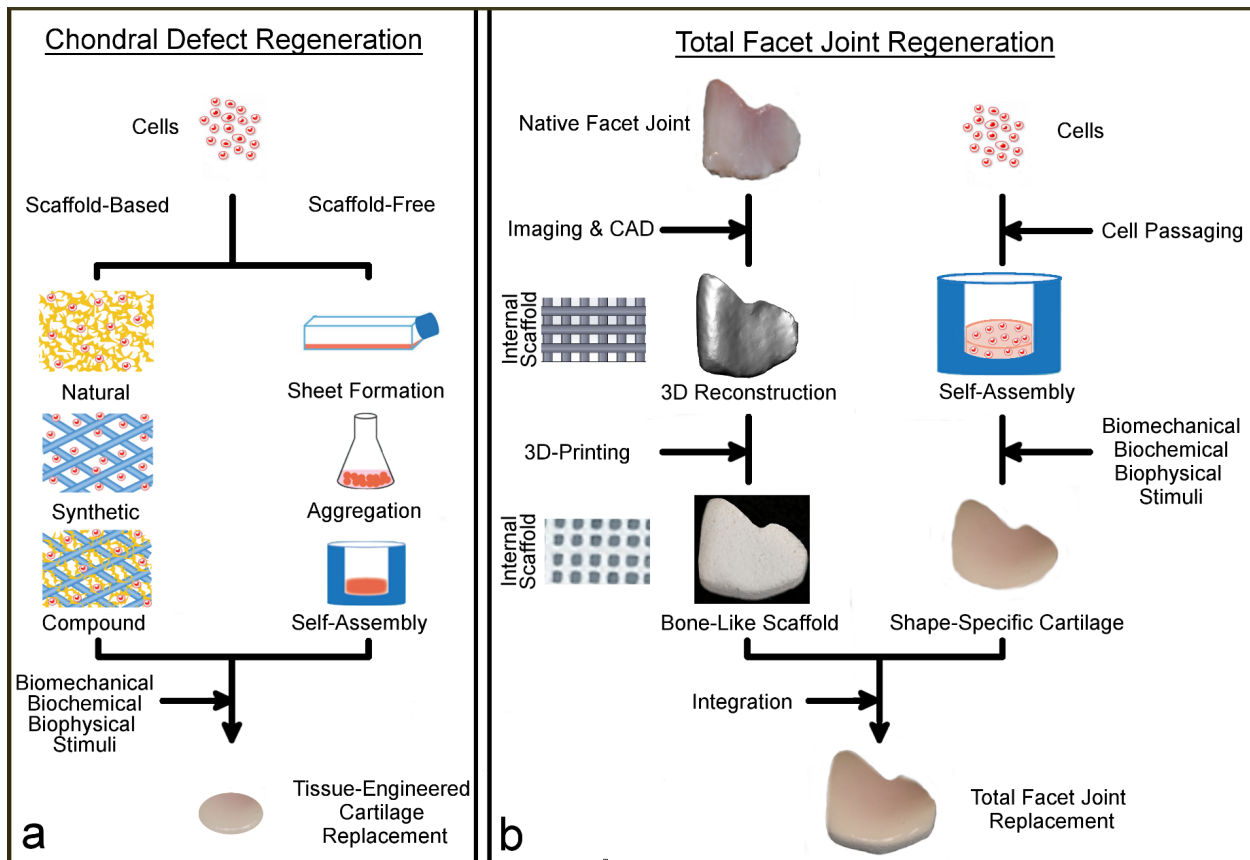 Chondral Defect Regeneration
Cells
Scaffold-Based
Scaffold-Free
Natural
Sheet Formation
Synthetic
Aggregation
Compound
Self-Assembly
Biomechanical
Biochemical
Biophysical
Stimuli
Tissue-Engineered
Cartilage
Replacement
a
Total Facet Joint Regeneration
Native Facet Joint
Cells
Imaging & CAD
Cell Passaging
Internal
Scaffold
3D Reconstruction
Self-Assembly
3D-Printing
Biomechanical
Biochemical
Biophysical
Stimuli
Internal
Scaffold
Bone-Like Scaffold
Shape-Specific Cartilage
Integration
Total Facet Joint
Replacement
b